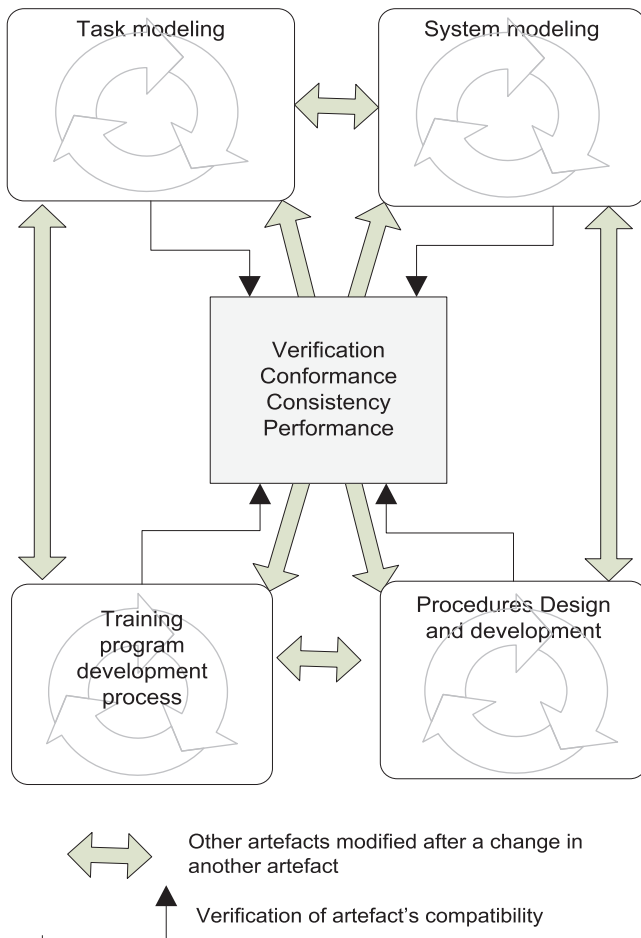 Task modeling
System modeling
Verification
Conformance
Consistency
Performance
Training
program
development
process
Procedures Design
and development
Other artefacts modified after a change in
another artefact
Verification of artefact's compatibility